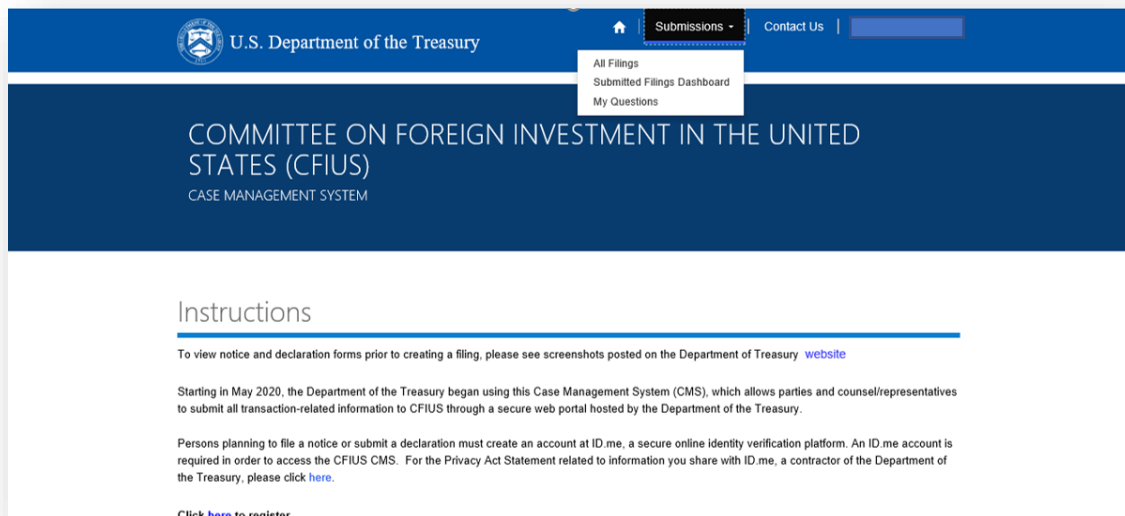 U.S. Department of the Treasury
Submissions
Contact Us
All Filings
Submitted Filings Dashboard
My Questions
COMMITTEE ON FOREIGN INVESTMENT IN THE UNITED
STATES (CFIUS)
CASE MANAGEMENT SYSTEM
Instructions
To view notice and declaration forms prior to creating a filing, please see screenshots posted on the Department of Treasury website
Starting in May 2020, the Department of the Treasury began using this Case Management System (CMS), which allows parties and counsel/representatives
to submit all transaction-related information to CFIUS through a secure web portal hosted by the Department of the Treasury.
Persons planning to file a notice or submit a declaration must create an account at ID.me, a secure online identity verification platform. An ID.me account is
required in order to access the CFIUS CMS. For the Privacy Act Statement related to information you share with ID.me, a contractor of the Department of
the Treasury, please click here.
Click here to register